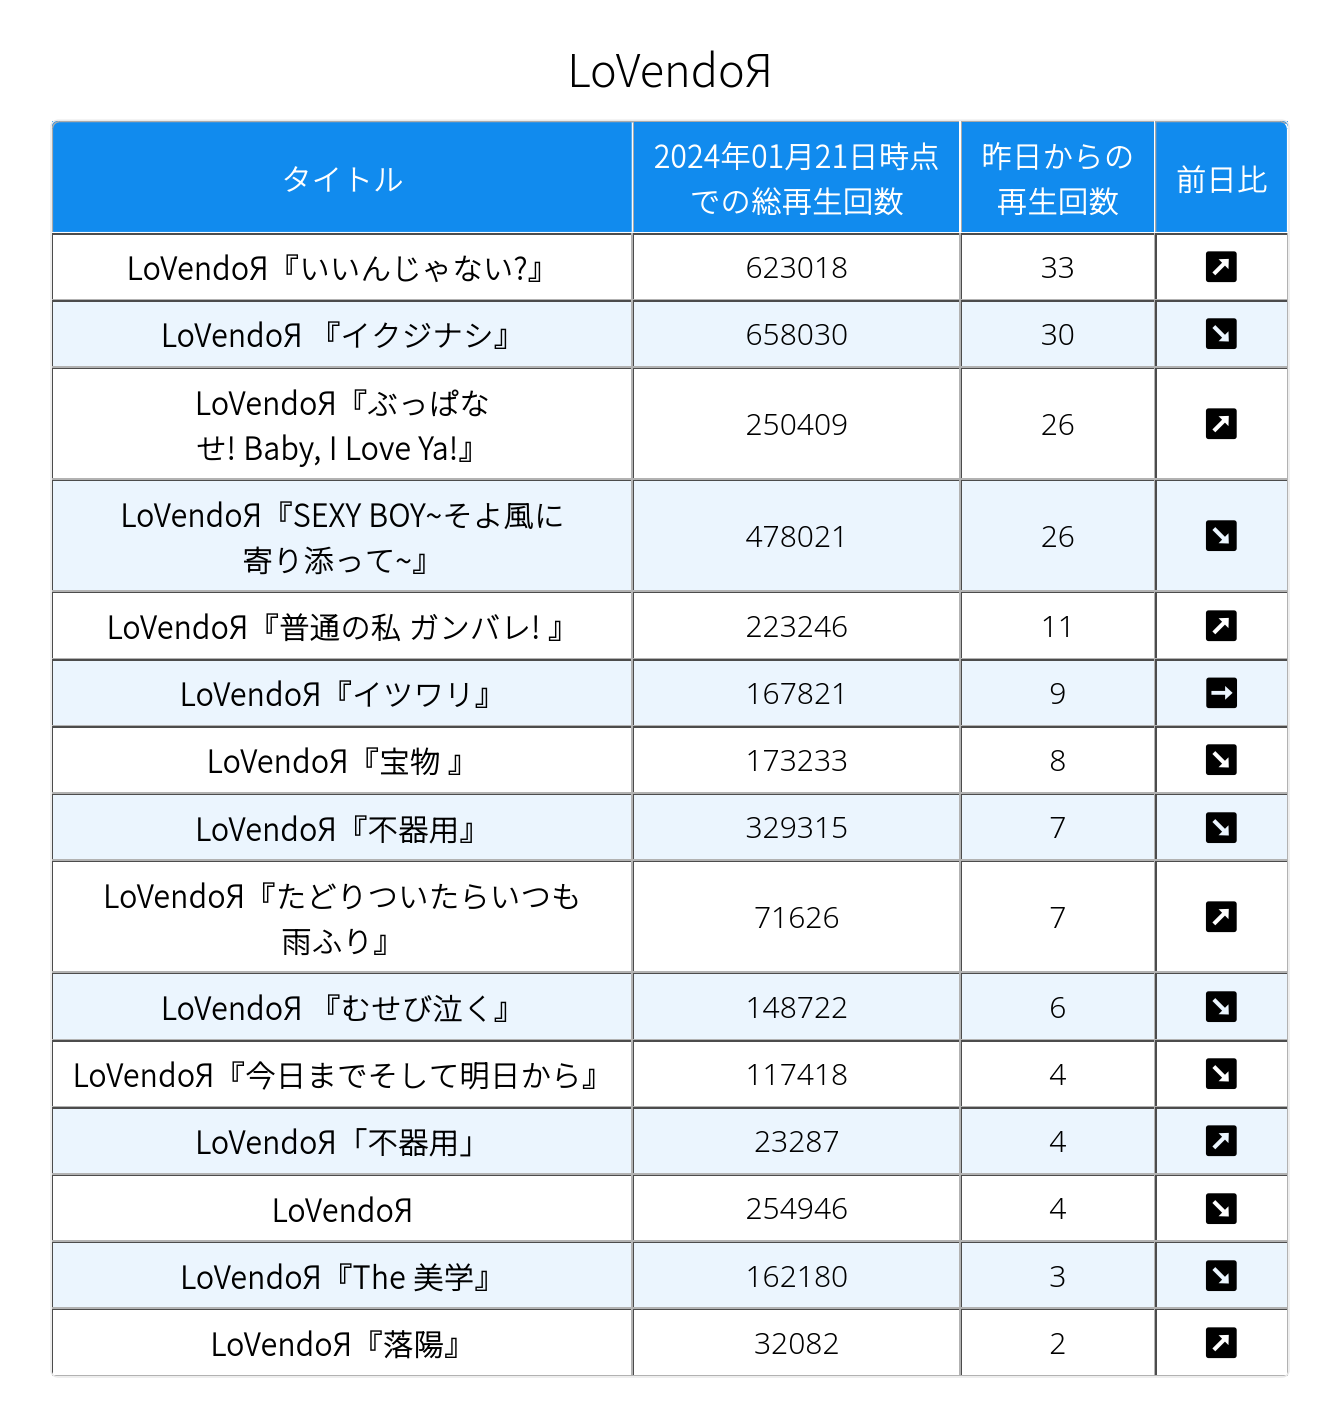 LoVendoЯ
タイトル
2024年01月21日時点
での総再生回数
昨日からの
再生回数
前日比
LoVendoЯ『いいんじゃない?』
623018
33
↗
LoVendoЯ 『イクジナシ』
658030
30
↘
LoVendoЯ『ぶっぱな
せ! Baby, I Love Ya!』
250409
26
↗
LoVendoЯ『SEXY BOY~そよ風に
寄り添って~』
478021
26
↘
LoVendoЯ『普通の私 ガンバレ! 』
223246
11
↗
LoVendoЯ『イツワリ』
167821
9
→
LoVendoЯ『宝物 』
173233
8
↘
LoVendoЯ『不器用』
329315
7
↘
LoVendoЯ『たどりついたらいつも
雨ふり』
71626
7
↗
LoVendoЯ 『むせび泣く』
148722
6
↘
LoVendoЯ『今日までそして明日から』
117418
4
↘
LoVendoЯ「不器用」
23287
4
↗
LoVendoЯ
254946
4
↘
LoVendoЯ『The 美学』
162180
3
↘
LoVendoЯ『落陽』
32082
2
↗